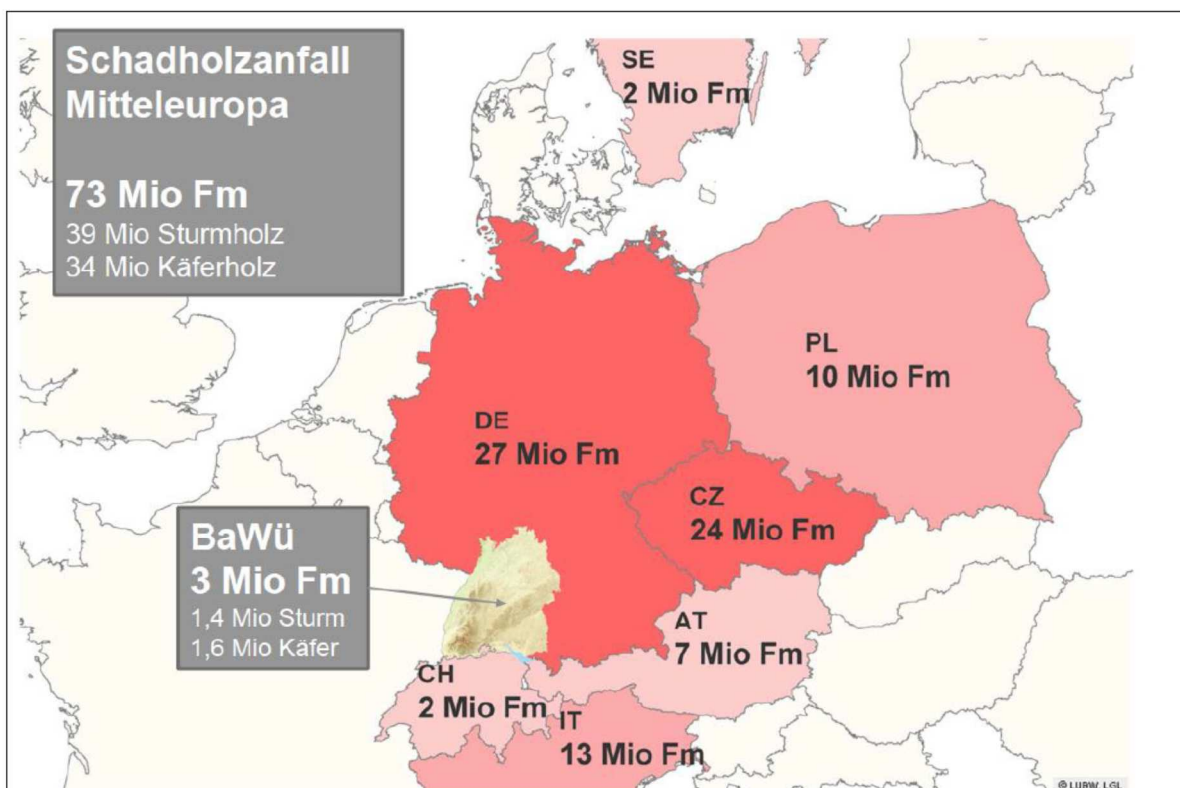 Schadholzanfall
Mitteleuropa
73 Mio Fm
39 Mio Sturmholz
34 Mio Käferholz
SE
2 Mio Fm
PL
10 Mio Fm
DE
27 Mio Fm
CZ
24 Mio Fm
BaWü
3 Mio Fm
1,4 Mio Sturm
1,6 Mio Käfer
AT
7 Mio Fm
CH
2 Mio Fm
IT
13 Mio Fm
© LUBW, LGL